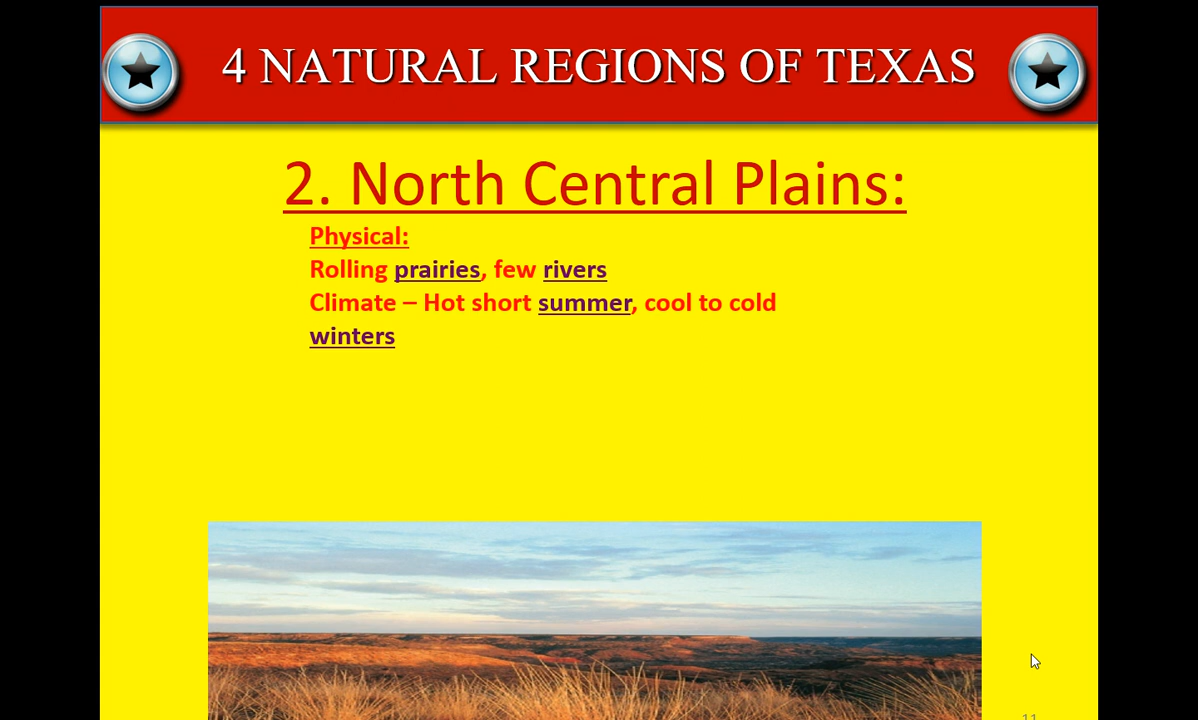 4 NATURAL REGIONS OF TEXAS
2. North Central Plains:
Physical:
Rolling prairies, few rivers
Climate – Hot short summer, cool to cold
winters
11